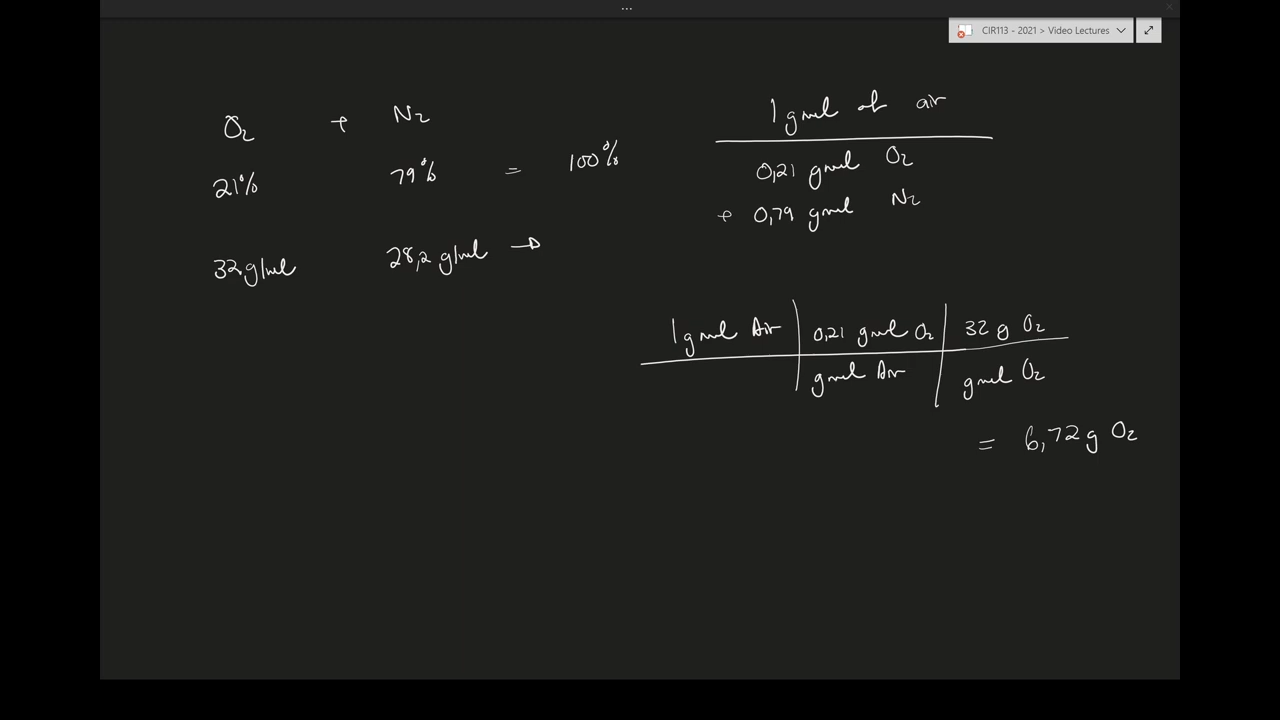 CIR113 - 2021 > Video Lectures
O₂ + N₂
21% 79% = 100%
32 g/mol 28,2 g/mol →
1 gmol of air
0,21 gmol O₂
+ 0,79 gmol N₂
1 gmol Air | 0,21 gmol O₂ | 32 g O₂
gmol Air | gmol O₂
= 6,72 g O₂